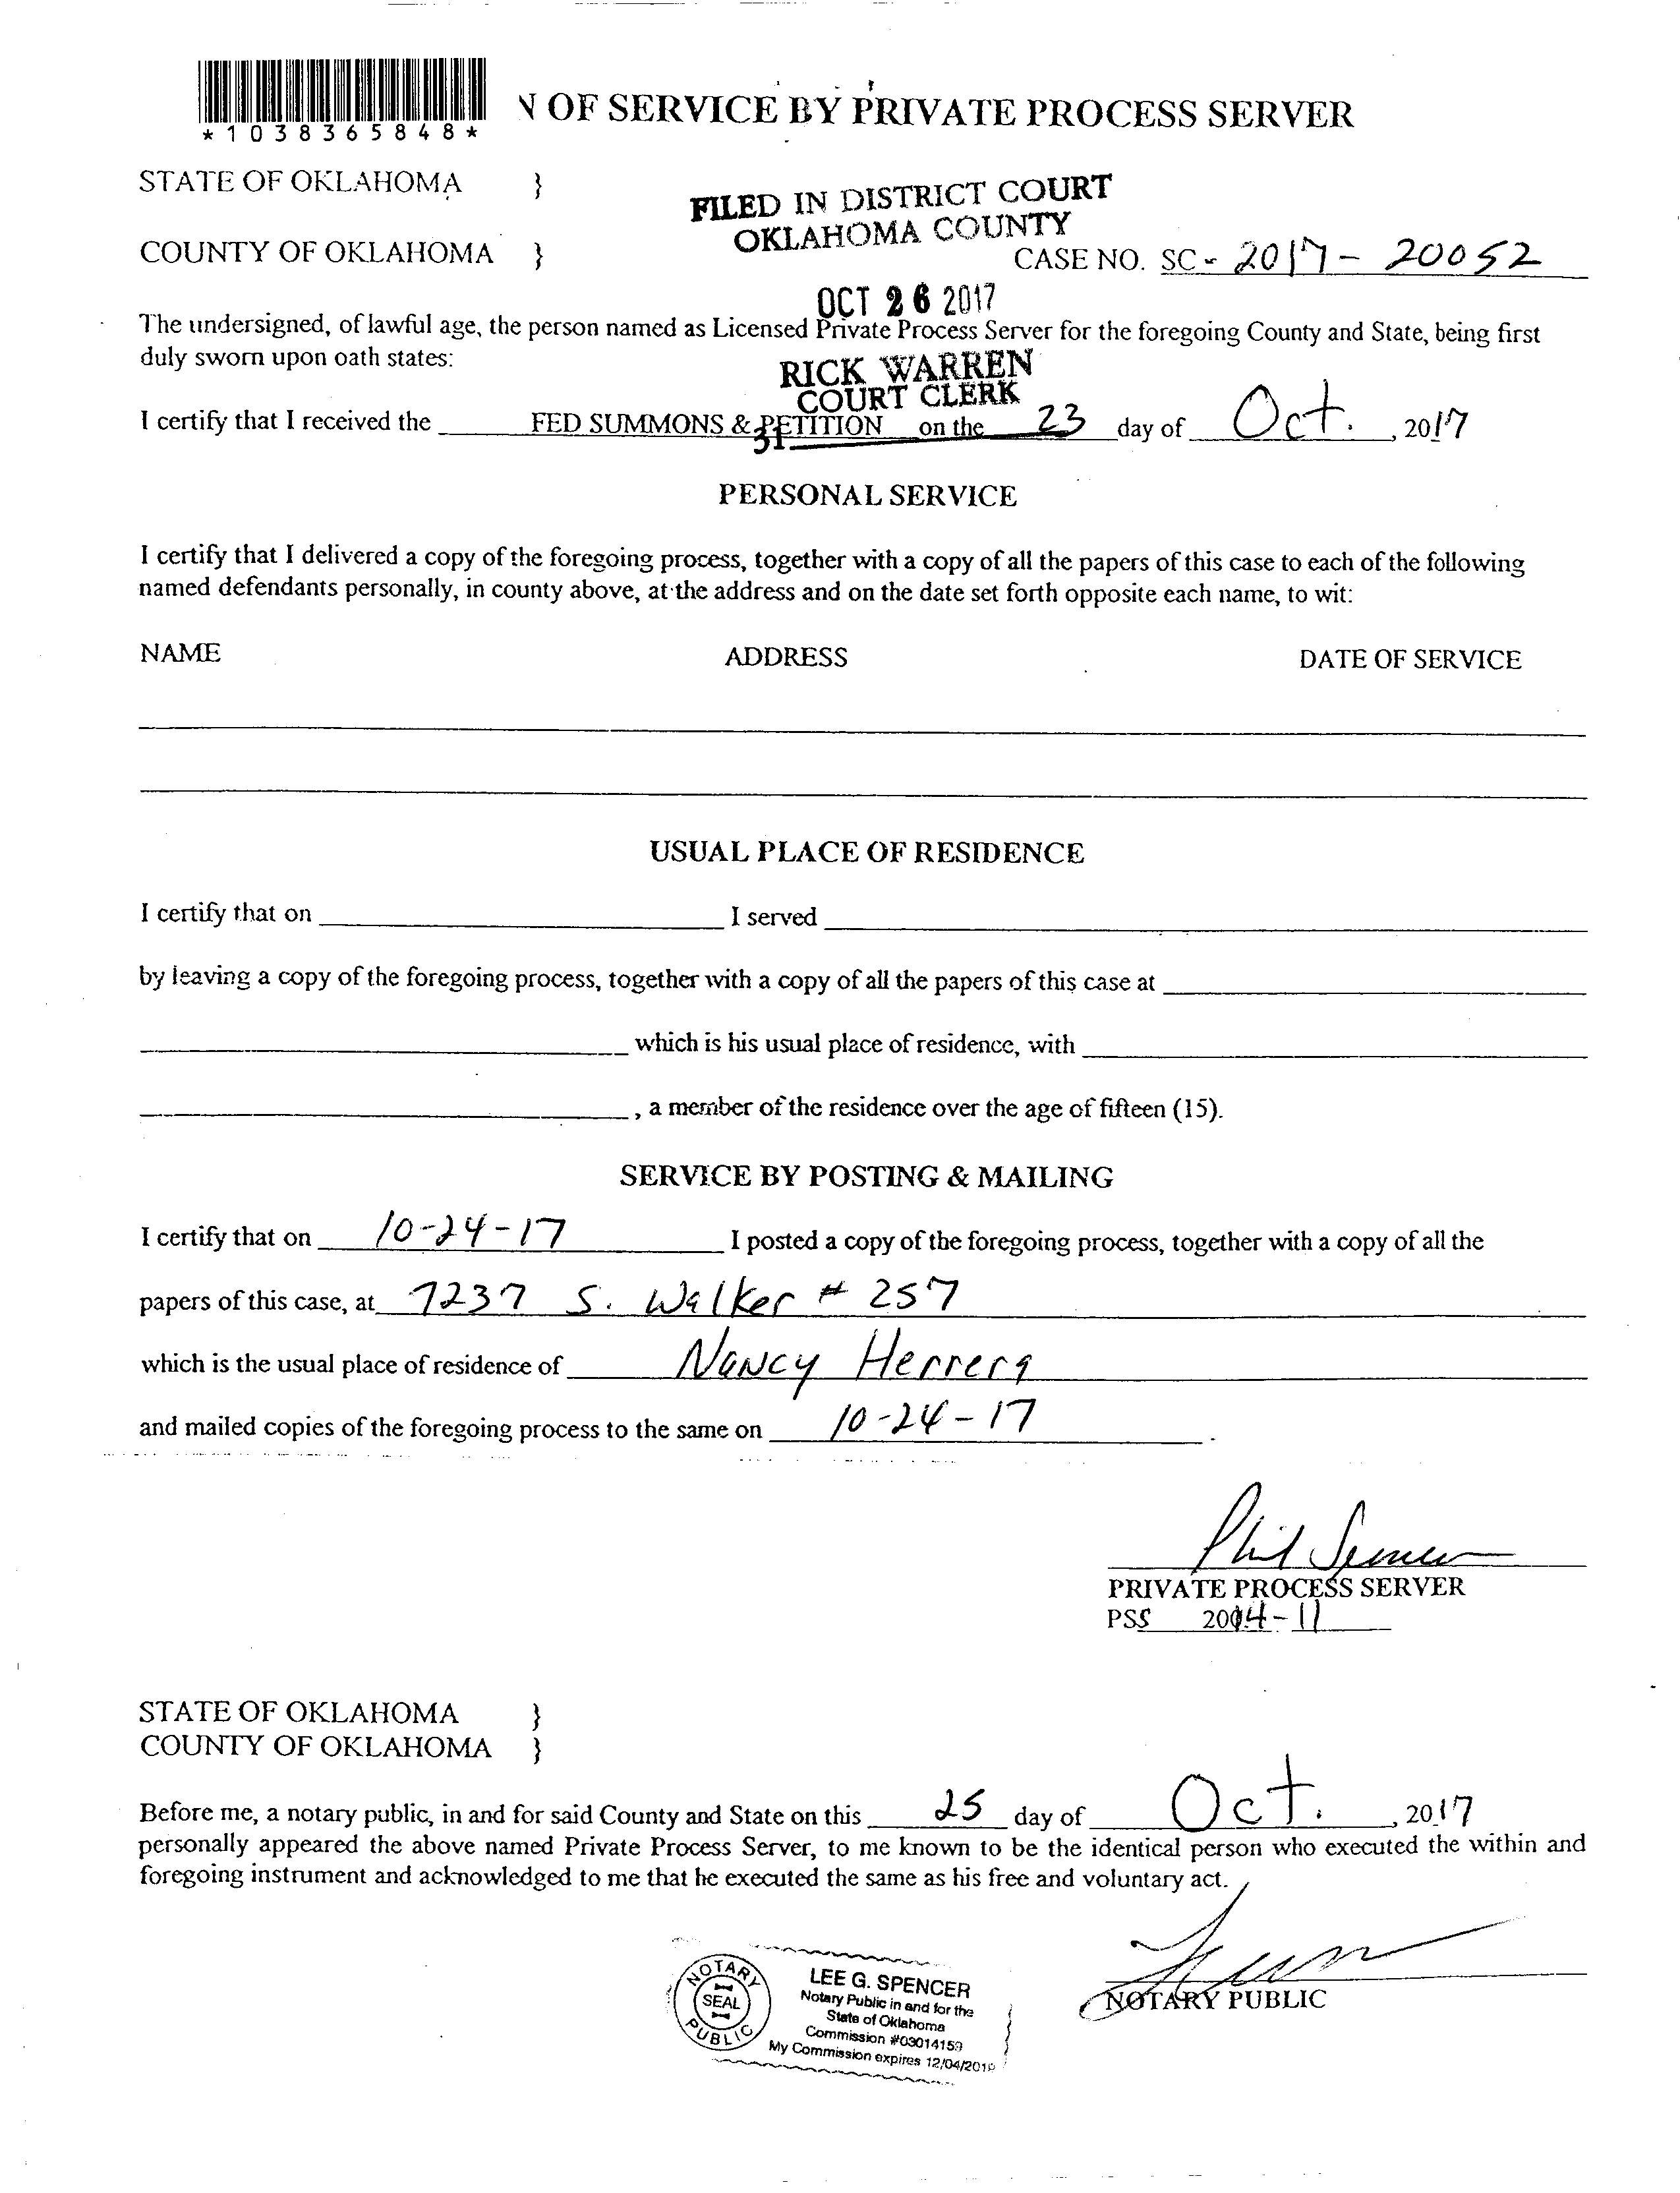 *1038365848*
OF SERVICE BY PRIVATE PROCESS SERVER
STATE OF OKLAHOMA }
FILED IN DISTRICT COURT
OKLAHOMA COUNTY
COUNTY OF OKLAHOMA }
CASE NO. SC - 2017 - 20052
OCT 26 2017
The undersigned, of lawful age, the person named as Licensed Private Process Server for the foregoing County and State, being first
duly sworn upon oath states:
RICK WARREN
COURT CLERK
I certify that I received the FED SUMMONS & PETITION on the 23 day of Oct. , 2017
31
PERSONAL SERVICE
I certify that I delivered a copy of the foregoing process, together with a copy of all the papers of this case to each of the following
named defendants personally, in county above, at the address and on the date set forth opposite each name, to wit:
NAME ADDRESS DATE OF SERVICE
USUAL PLACE OF RESIDENCE
I certify that on I served
by leaving a copy of the foregoing process, together with a copy of all the papers of this case at
which is his usual place of residence, with
, a member of the residence over the age of fifteen (15).
SERVICE BY POSTING & MAILING
I certify that on 10-24-17 I posted a copy of the foregoing process, together with a copy of all the
papers of this case, at 7237 S. Walker # 257
which is the usual place of residence of Nancy Herrera
and mailed copies of the foregoing process to the same on 10-24-17 .
PRIVATE PROCESS SERVER
PSS 2014-11
STATE OF OKLAHOMA }
COUNTY OF OKLAHOMA }
Before me, a notary public, in and for said County and State on this 25 day of Oct. , 2017
personally appeared the above named Private Process Server, to me known to be the identical person who executed the within and
foregoing instrument and acknowledged to me that he executed the same as his free and voluntary act.
NOTARY PUBLIC
NOTARY
SEAL
PUBLIC
LEE G. SPENCER
Notary Public in and for the
State of Oklahoma
Commission #03014159
My Commission expires